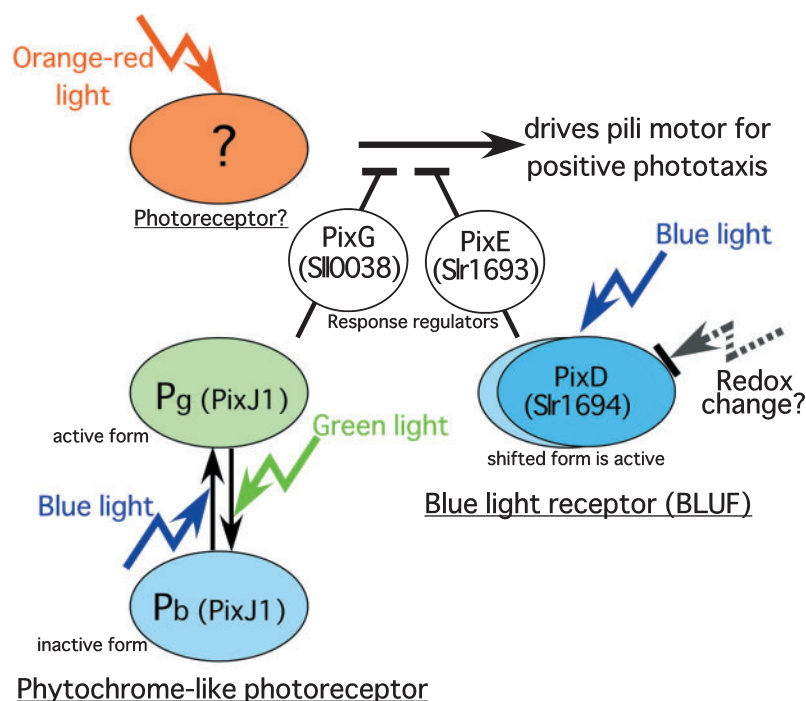 Orange-red
light
?
Photoreceptor?
drives pili motor for
positive phototaxis
PixG
(Sll0038)
PixE
(Slr1693)
Response regulators
Blue light
PixD
(Slr1694)
Redox
change?
shifted form is active
Blue light receptor (BLUF)
Pg (PixJ1)
active form
Green light
Blue light
Pb (PixJ1)
inactive form
Phytochrome-like photoreceptor